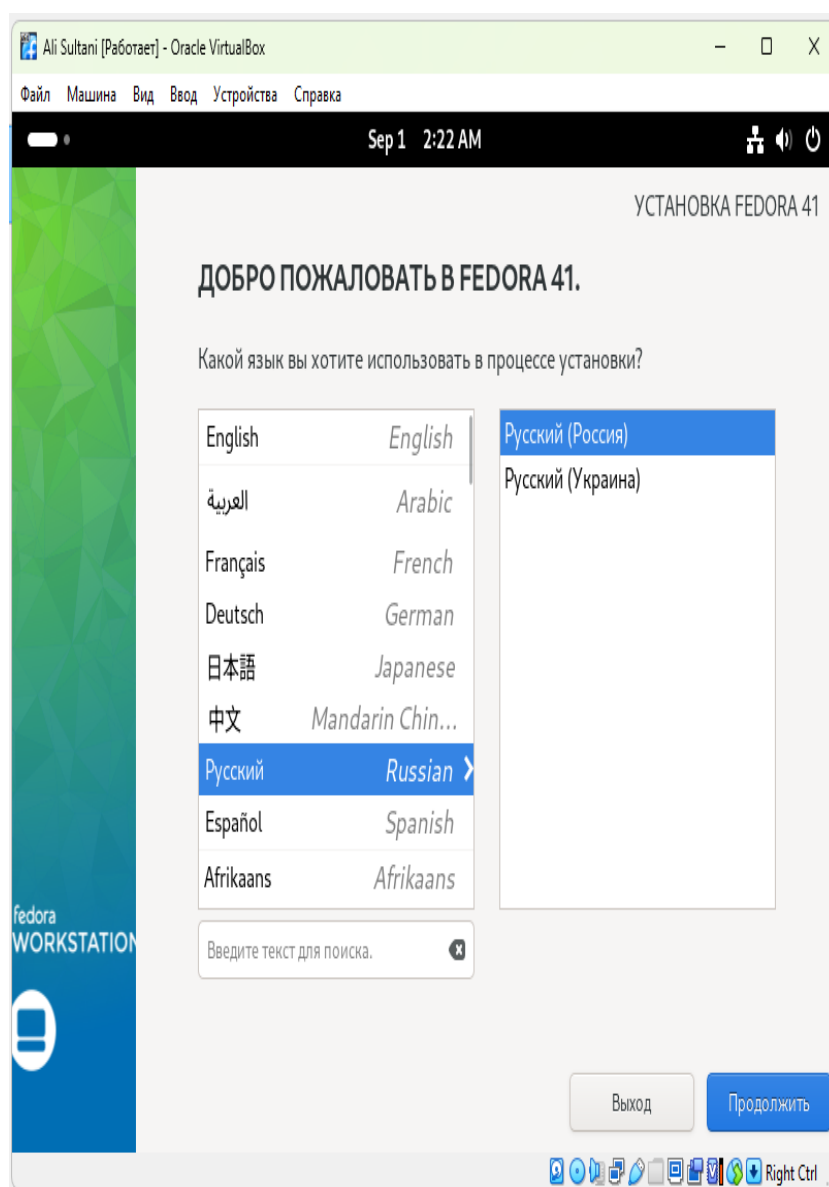 Ali Sultani [Работает] - Oracle VirtualBox
Файл Машина Вид Ввод Устройства Справка
Sep 1 2:22 AM
УСТАНОВКА FEDORA 41
ДОБРО ПОЖАЛОВАТЬ В FEDORA 41.
Какой язык вы хотите использовать в процессе установки?
English English
العربية Arabic
Français French
Deutsch German
日本語 Japanese
中文 Mandarin Chin...
Русский Russian
Español Spanish
Afrikaans Afrikaans
Русский (Россия)
Русский (Украина)
Введите текст для поиска.
fedora
WORKSTATION
Выход Продолжить
Right Ctrl